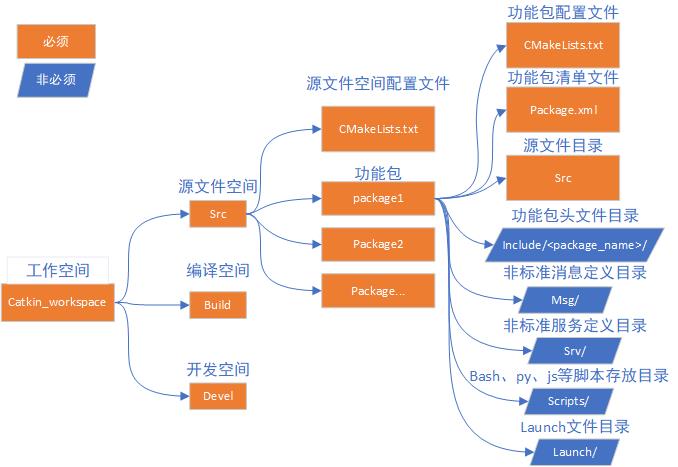 必须
非必须
工作空间
Catkin_workspace
源文件空间
Src
编译空间
Build
开发空间
Devel
源文件空间配置文件
CMakeLists.txt
功能包
package1
Package2
Package...
功能包配置文件
CMakeLists.txt
功能包清单文件
Package.xml
源文件目录
Src
功能包头文件目录
Include/<package_name>/
非标准消息定义目录
Msg/
非标准服务定义目录
Srv/
Bash、py、js等脚本存放目录
Scripts/
Launch文件目录
Launch/